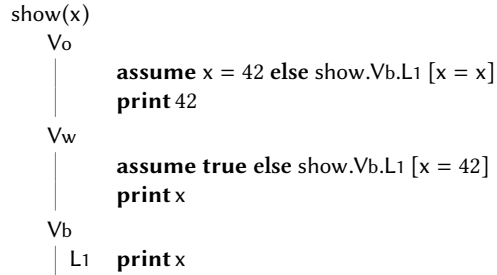 show(x)
Vo
assume x = 42 else show.Vb.L1 [x = x]
print 42
Vw
assume true else show.Vb.L1 [x = 42]
print x
Vb
L1 print x